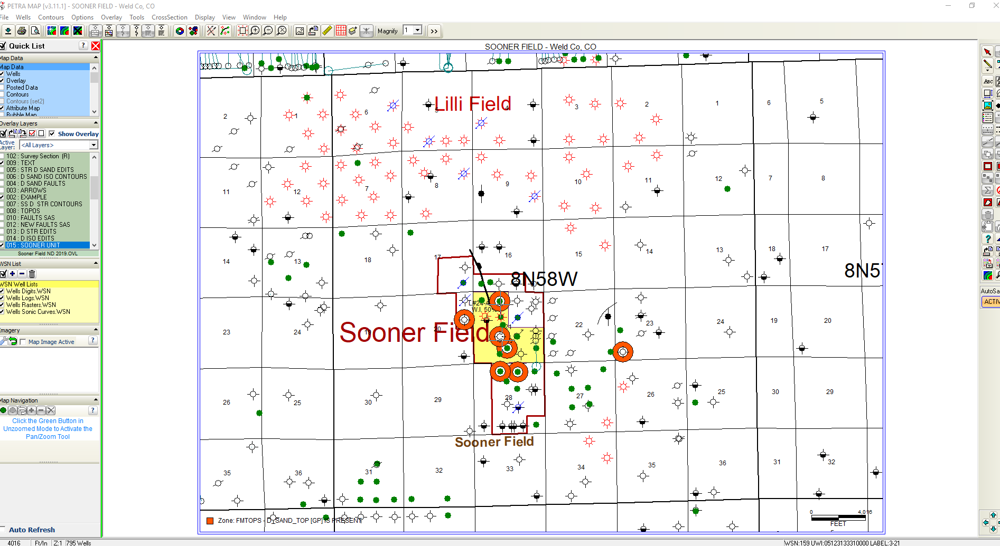 PETRA MAP [v3.11.1] - SOONER FIELD - Weld Co, CO
File Wells Contours Options Overlay Tools CrossSection Display View Window Help
Magnify 1 >>
Quick List ?
Map Data
Map Data
Wells
Overlay
Posted Data
Contours
Contours (set2)
Attribute Map
Bubble Map
Overlay Layers
Show Overlay
Active Layer: <All Layers>
102 : Survey Section (R)
009 : TEXT
005 : STR D SAND EDITS
006 : D SAND ISO CONTOURS
004 : D SAND FAULTS
003 : ARROWS
002 : EXAMPLE
007 : SS D STR CONTOURS
008 : TOPOS
010 : FAULTS SAS
012 : NEW FAULTS SAS
013 : D STR EDITS
014 : D ISO EDITS
015 : SOONER UNIT
Sooner Field ND 2019.OVL
WSN List
WSN Well Lists
Wells Digits.WSN
Wells Logs.WSN
Wells Rasters.WSN
Wells Sonic Curves.WSN
Imagery
Map Image Active ?
Map Navigation
?
Click the Green Button in
Unzoomed Mode to Activate the
Pan/Zoom Tool
Auto Refresh
SOONER FIELD - Weld Co, CO
Lilli Field
2 1 6 5 4 3 2 1 6 5
11 12 7 8 9 10 11 12 7 8
14 13 18 17 16 15 14 13 18 17
8N58W
8N57
L#24-A
W.I. 50%
23 24 19 20 21 22 23 24 19 20
Sooner Field
26 25 30 29 28 27 26 25 30 29
Sooner Field
35 36 31 32 33 34 35 36 31 32
Zone: FMTOPS - D_SAND_TOP [GP] IS PRESENT
0 4,016
FEET
Abc
?
AutoSa
ACTIV
4016 Ft/In Z:1 795 Wells
WSN:159 UWI:05123133310000 LABEL:3-21